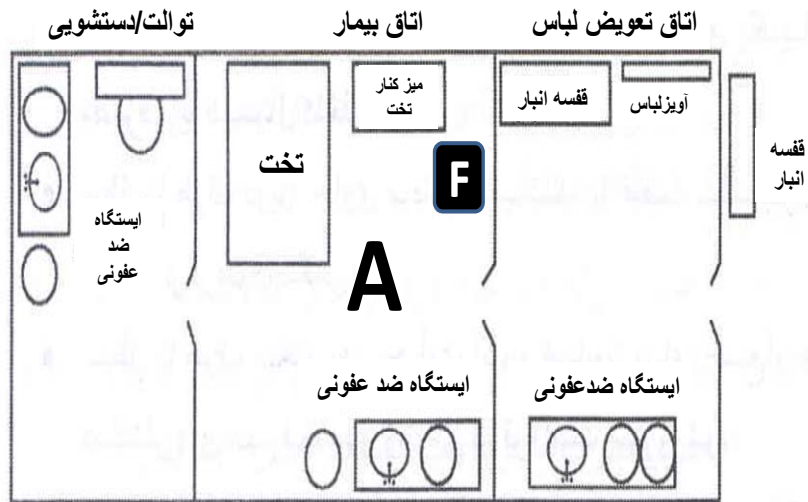 اتاق تعویض لباس
اتاق بیمار
توالت/دستشویی
آویزلباس
قفسه انبار
میز کنار
تخت
تخت
قفسه
انبار
F
A
ایستگاه
ضد
عفونی
ایستگاه ضدعفونی
ایستگاه ضد عفونی